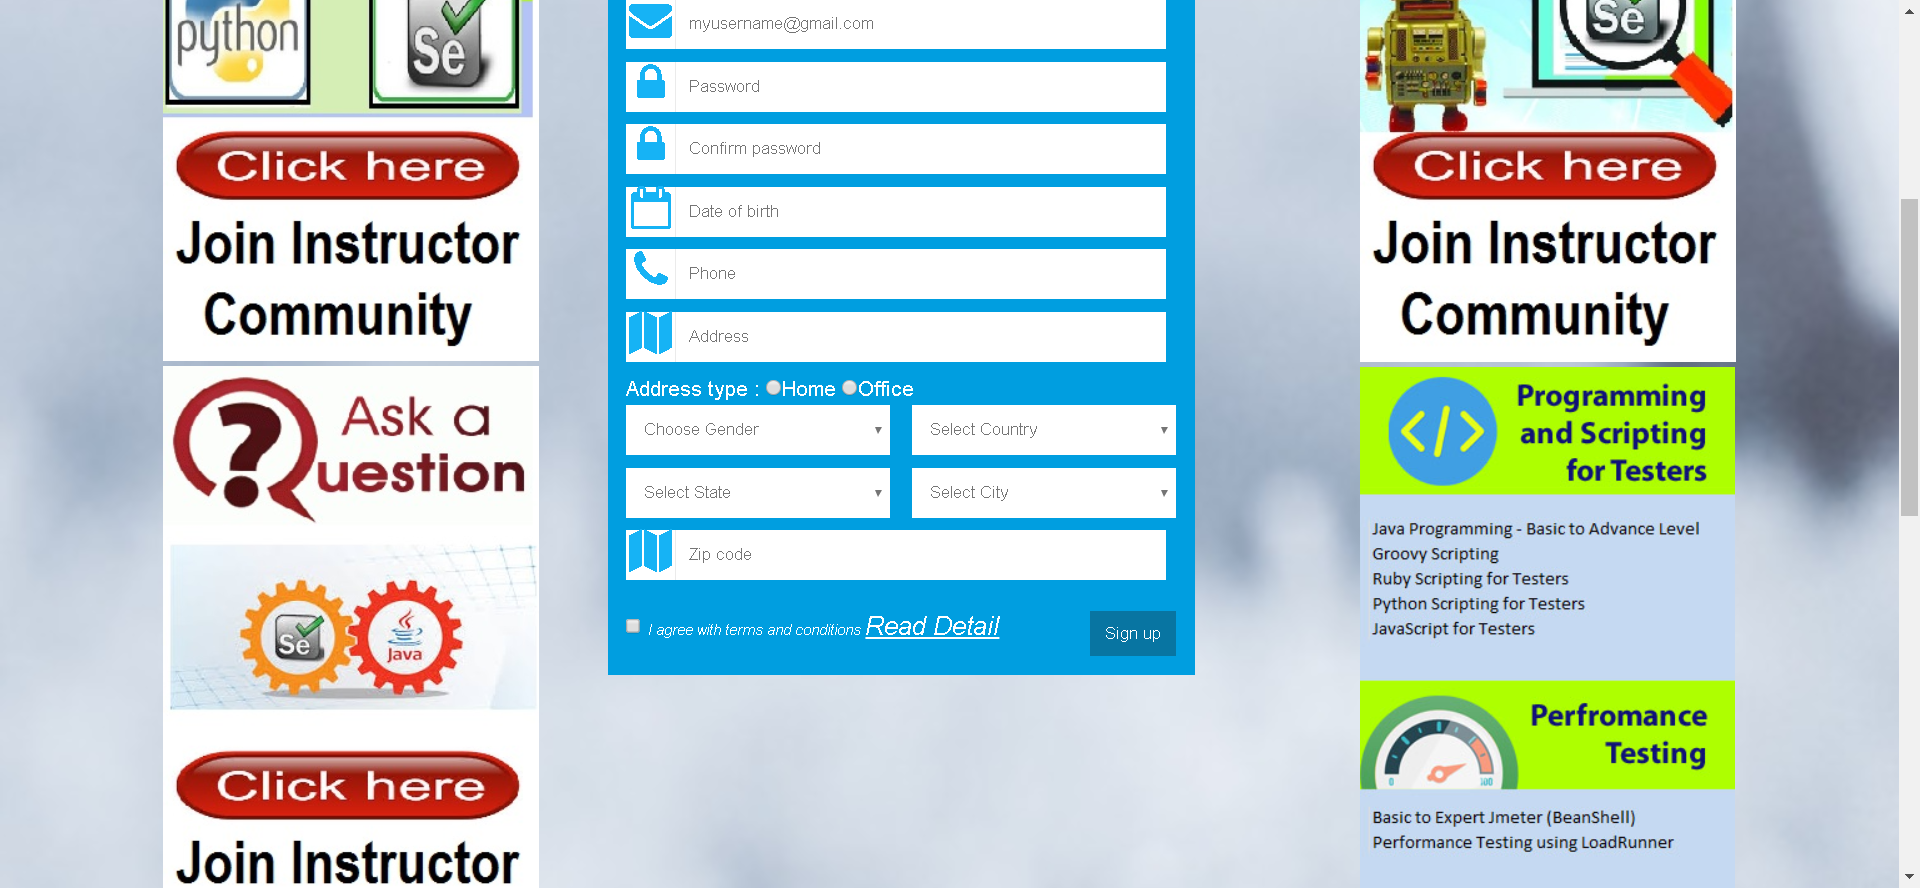 python
Se
Click here
Join Instructor
Community
Ask a
Question
Se
Java
Click here
Join Instructor
myusername@gmail.com
Password
Confirm password
Date of birth
Phone
Address
Address type : Home Office
Choose Gender
Select Country
Select State
Select City
Zip code
I agree with terms and conditions Read Detail
Sign up
Se
Click here
Join Instructor
Community
</>
Programming
and Scripting
for Testers
Java Programming - Basic to Advance Level
Groovy Scripting
Ruby Scripting for Testers
Python Scripting for Testers
JavaScript for Testers
Perfromance
Testing
0 100
Basic to Expert Jmeter (BeanShell)
Performance Testing using LoadRunner